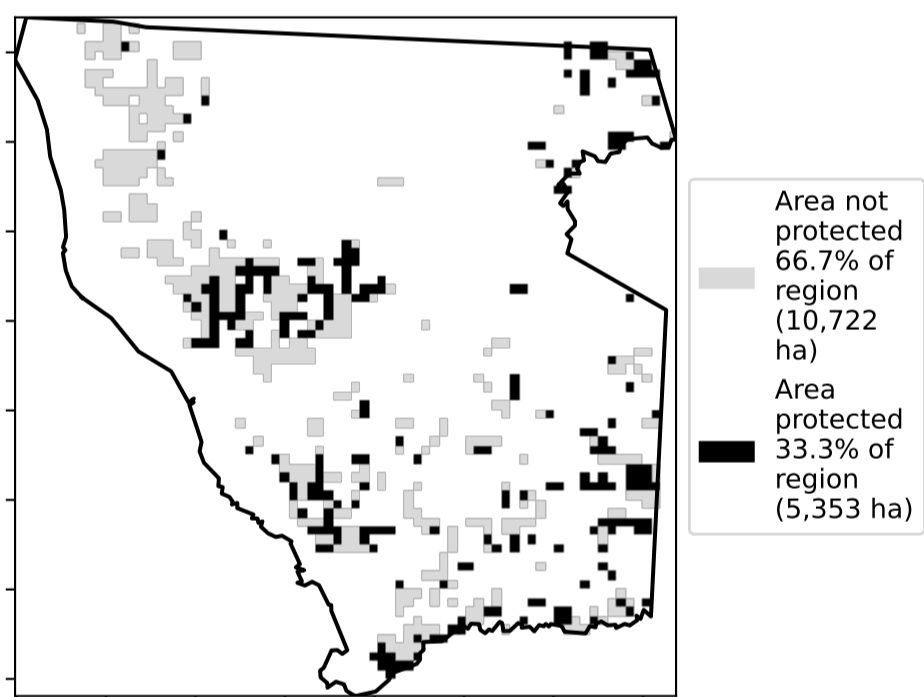 Area not
protected
66.7% of
region
(10,722
ha)
Area
protected
33.3% of
region
(5,353 ha)